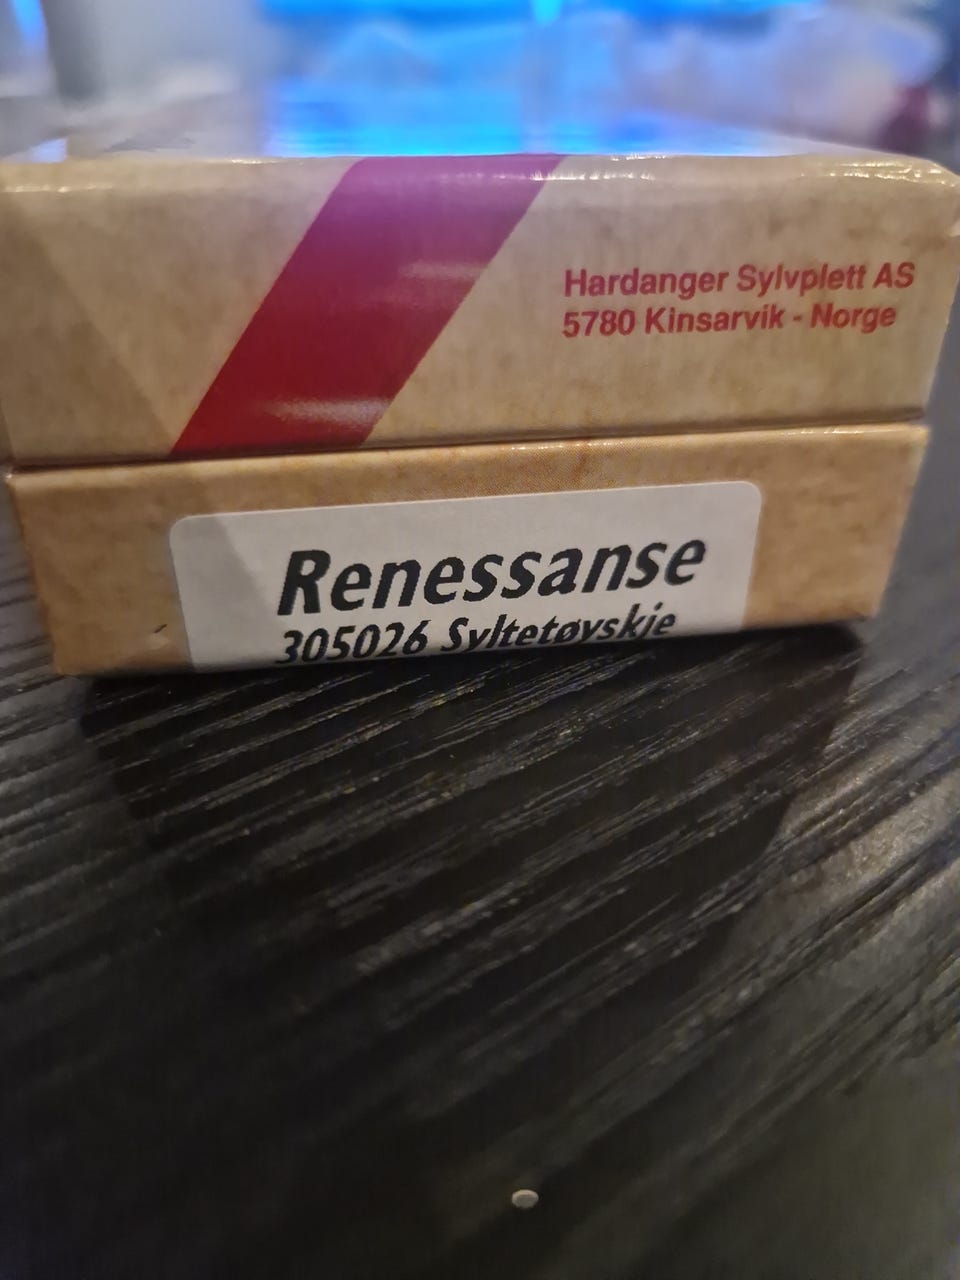 Hardanger Sylvplett AS
5780 Kinsarvik - Norge
Renessanse
305026 Syltetøyskje